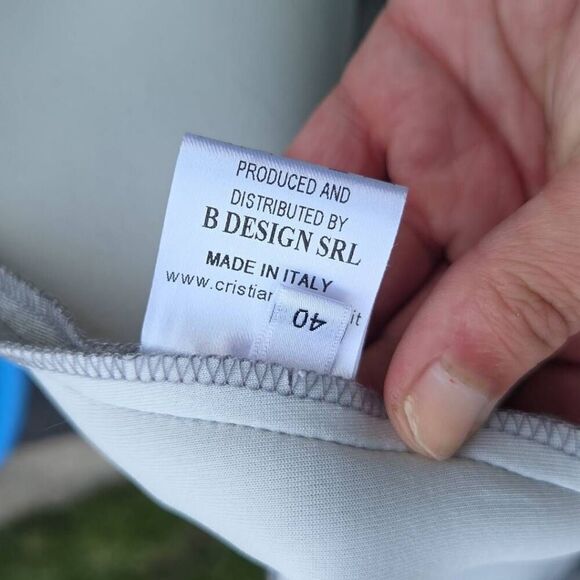 PRODUCED AND
DISTRIBUTED BY
B DESIGN SRL
MADE IN ITALY
40